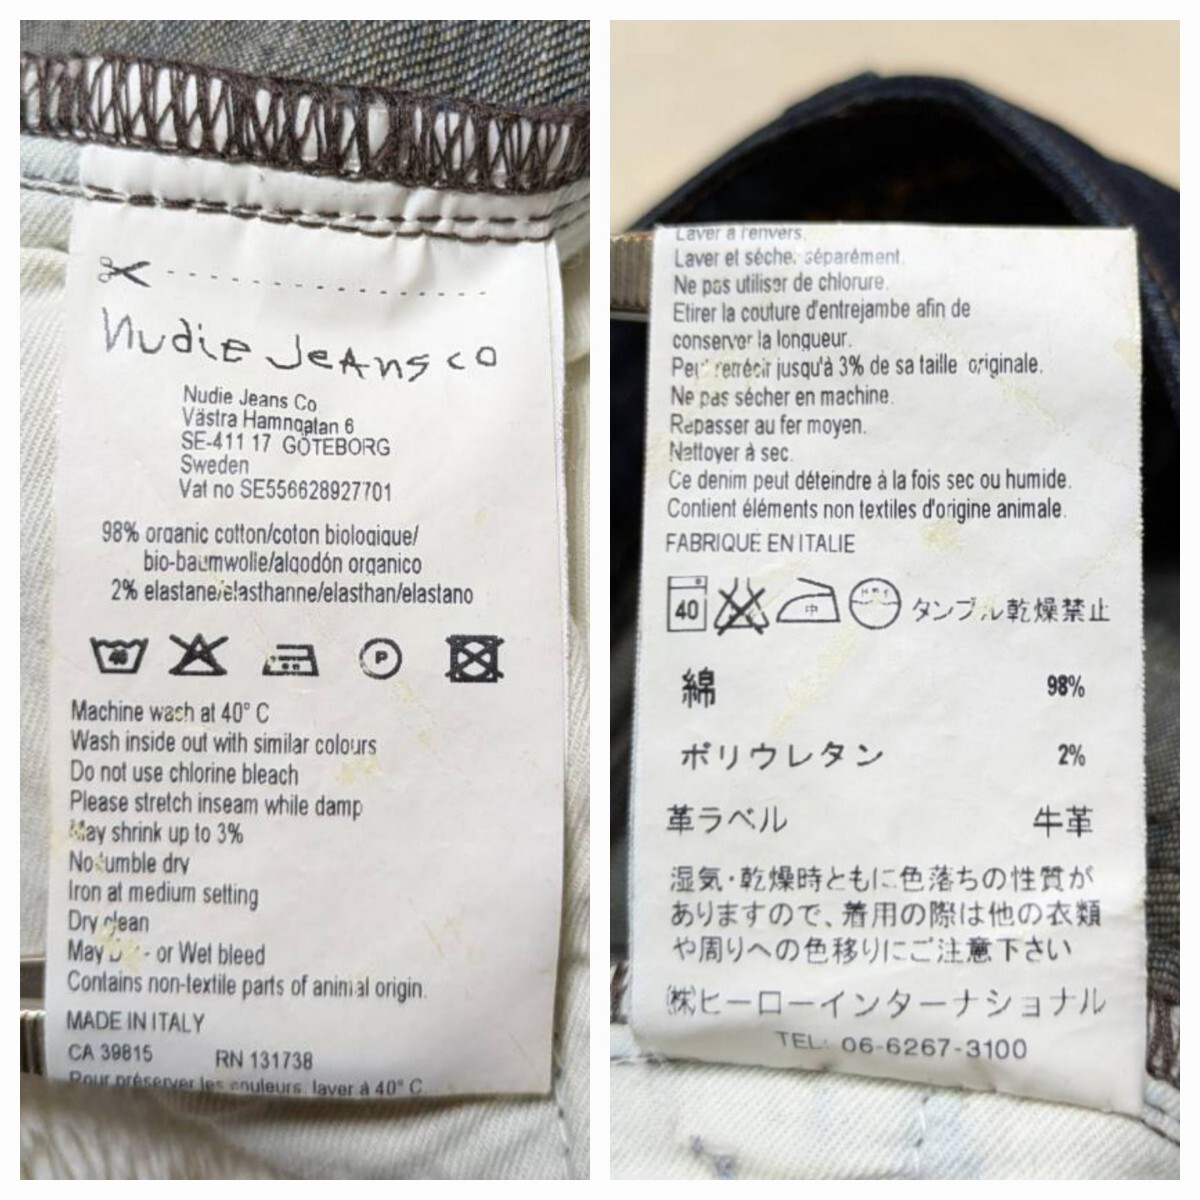 Nudie Jeans co
Nudie Jeans Co
Västra Hamngatan 6
SE-411 17 GÖTEBORG
Sweden
Vat no SE556628927701
98% organic cotton/coton biologique/
bio-baumwolle/algodón organico
2% elastane/elasthanne/elasthan/elastano
40
P
Machine wash at 40° C
Wash inside out with similar colours
Do not use chlorine bleach
Please stretch inseam while damp
May shrink up to 3%
No tumble dry
Iron at medium setting
Dry clean
May - or Wet bleed
Contains non-textile parts of animal origin.
MADE IN ITALY
CA 39815 RN 131738
Pour préserver les couleurs, laver à 40° C
Laver à l'envers.
Laver et sécher séparément.
Ne pas utiliser de chlorure.
Etirer la couture d'entrejambe afin de
conserver la longueur.
Peut rerrécir jusqu'à 3% de sa taille originale.
Ne pas sécher en machine.
Repasser au fer moyen.
Nettoyer à sec.
Ce denim peut déteindre à la fois sec ou humide.
Contient éléments non textiles d'origine animale.
FABRIQUE EN ITALIE
40 中 タンブル乾燥禁止
綿 98%
ポリウレタン 2%
革ラベル 牛革
湿気・乾燥時ともに色落ちの性質が
ありますので、着用の際は他の衣類
や周りへの色移りにご注意下さい
㈱ヒーローインターナショナル
TEL: 06-6267-3100